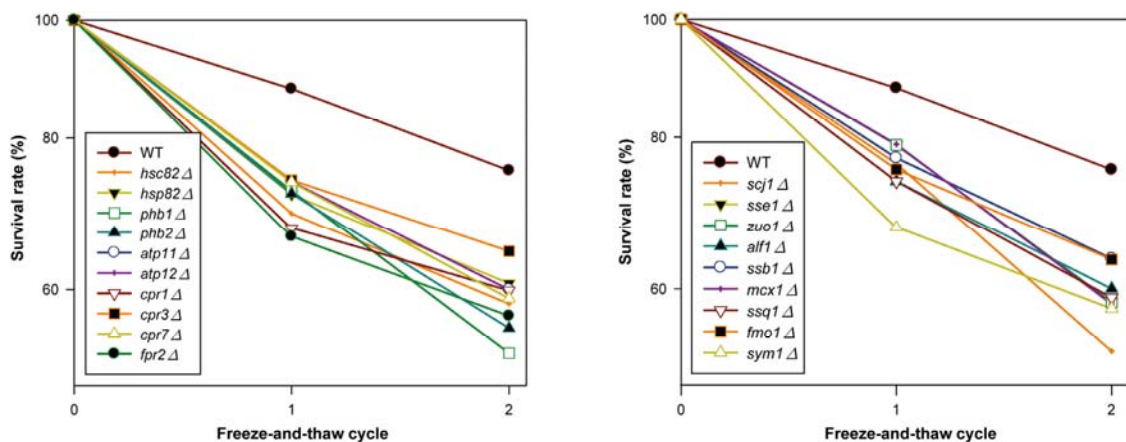 100
80
60
Survival rate (%)
WT
hsc82Δ
hsp82Δ
phb1Δ
phb2Δ
atp11Δ
atp12Δ
cpr1Δ
cpr3Δ
cpr7Δ
fpr2Δ
0
1
2
Freeze-and-thaw cycle
100
80
60
Survival rate (%)
WT
scj1Δ
sse1Δ
zuo1Δ
alf1Δ
ssb1Δ
mcx1Δ
ssq1Δ
fmo1Δ
sym1Δ
0
1
2
Freeze-and-thaw cycle